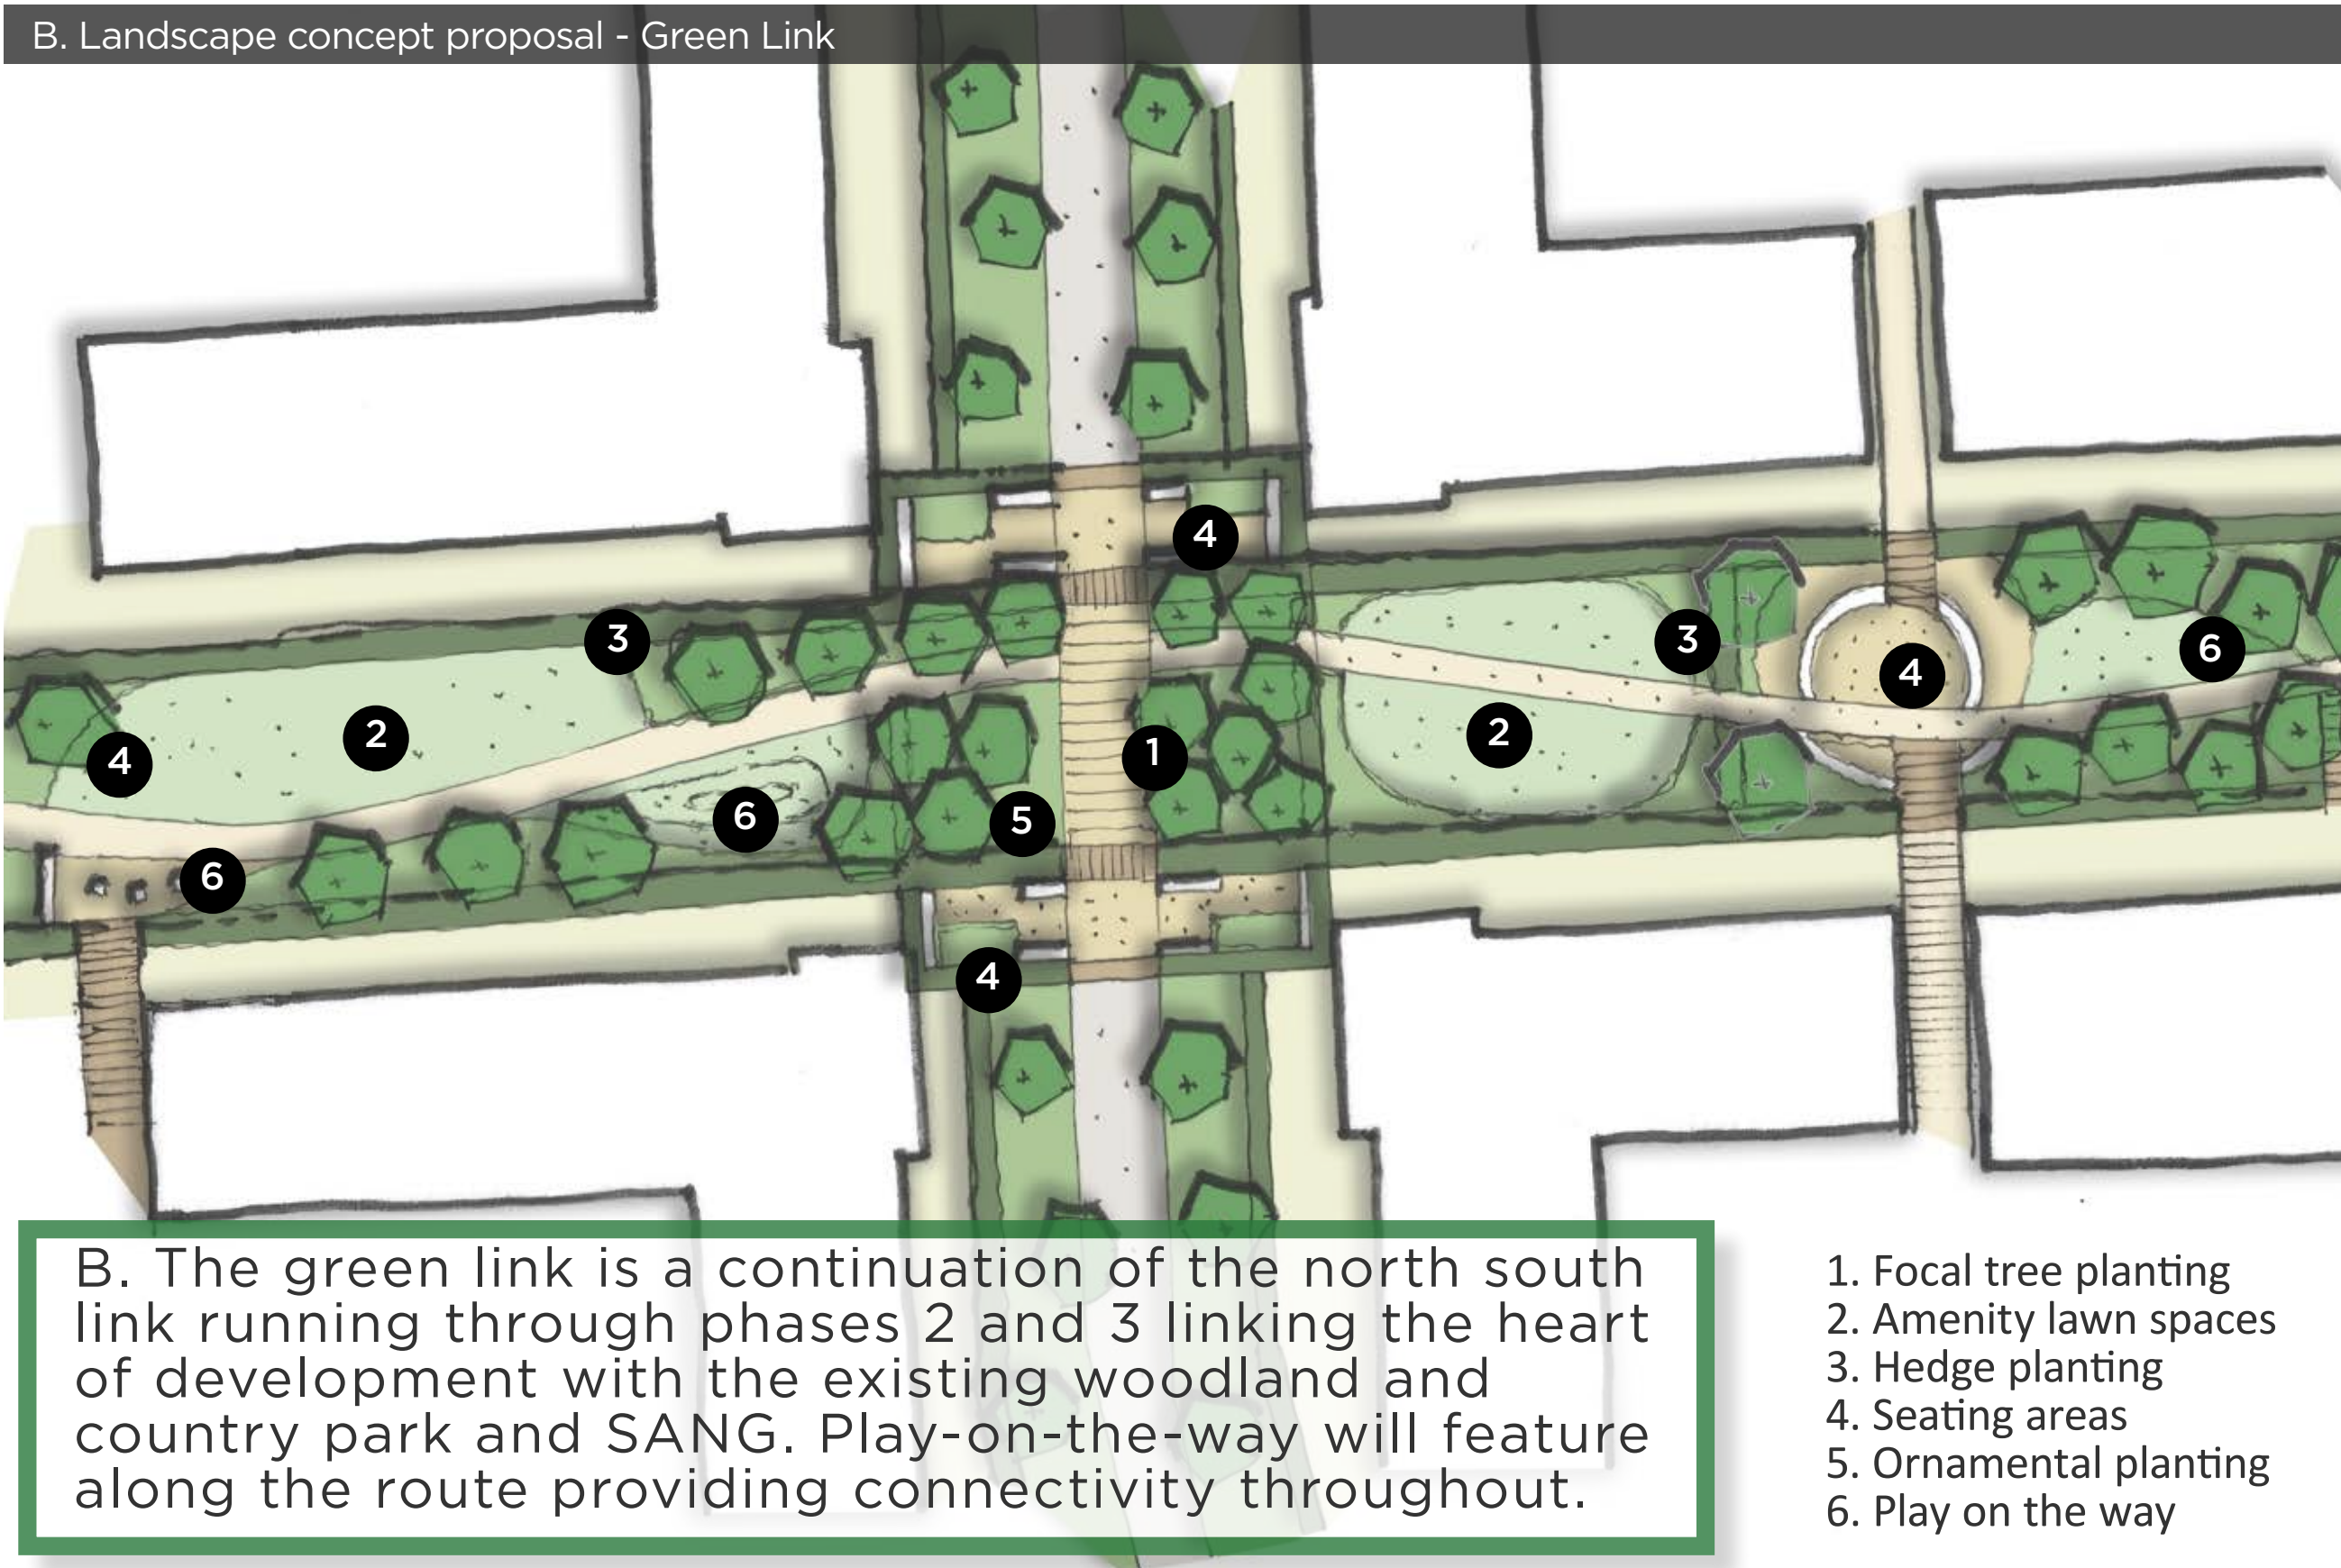 B. Landscape concept proposal - Green Link
4
3
3
6
4
2
2
1
4
6
5
6
4
B. The green link is a continuation of the north south
link running through phases 2 and 3 linking the heart
of development with the existing woodland and
country park and SANG. Play-on-the-way will feature
along the route providing connectivity throughout.
1. Focal tree planting
2. Amenity lawn spaces
3. Hedge planting
4. Seating areas
5. Ornamental planting
6. Play on the way